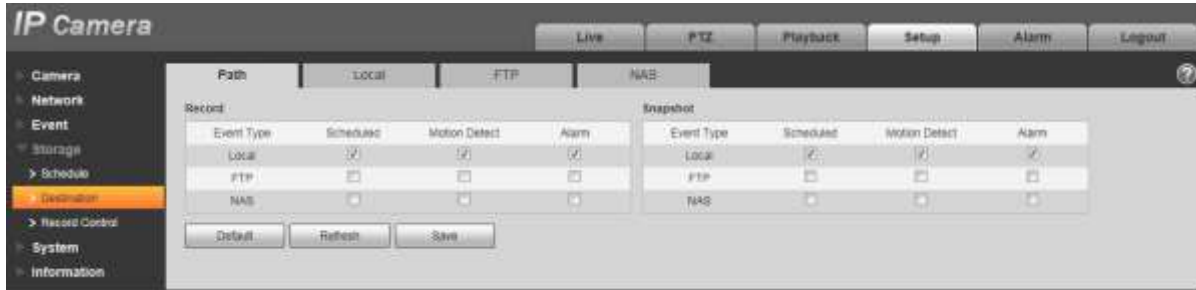 IP Camera
Live PTZ Playback Setup Alarm Logout
Camera
Network
Event
Storage
Schedule
Destination
Record Control
System
Information
Path Local FTP NAS
Record
Event Type Scheduled Motion Detect Alarm
Local
FTP
NAS
Snapshot
Event Type Scheduled Motion Detect Alarm
Local
FTP
NAS
Default Refresh Save